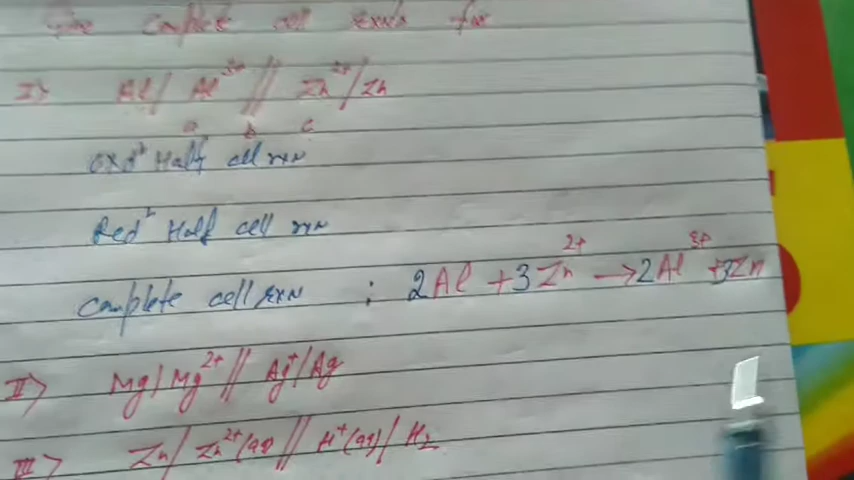 Give complete cell rxn for
I> Al / Al³⁺ // Zn²⁺ / Zn
a b c
oxdⁿ Half cell rxn
Redⁿ Half cell rxn
complete cell rxn : 2Al + 3Zn²⁺ → 2Al³⁺ + 3Zn
II> Mg / Mg²⁺ // Ag⁺ / Ag
III> Zn / Zn²⁺(aq) // H⁺(aq) / H₂